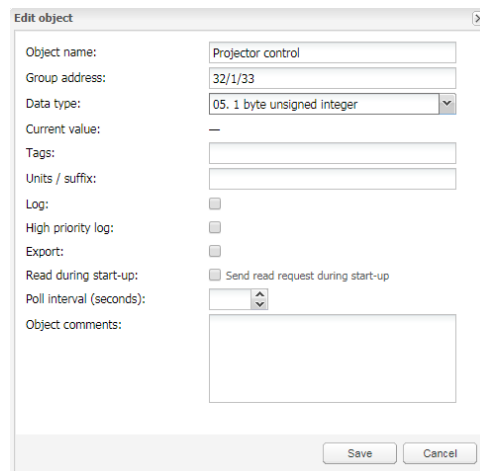 Edit object
Object name: Projector control
Group address: 32/1/33
Data type: 05. 1 byte unsigned integer
Current value: —
Tags:
Units / suffix:
Log:
High priority log:
Export:
Read during start-up: Send read request during start-up
Poll interval (seconds):
Object comments:
Save Cancel